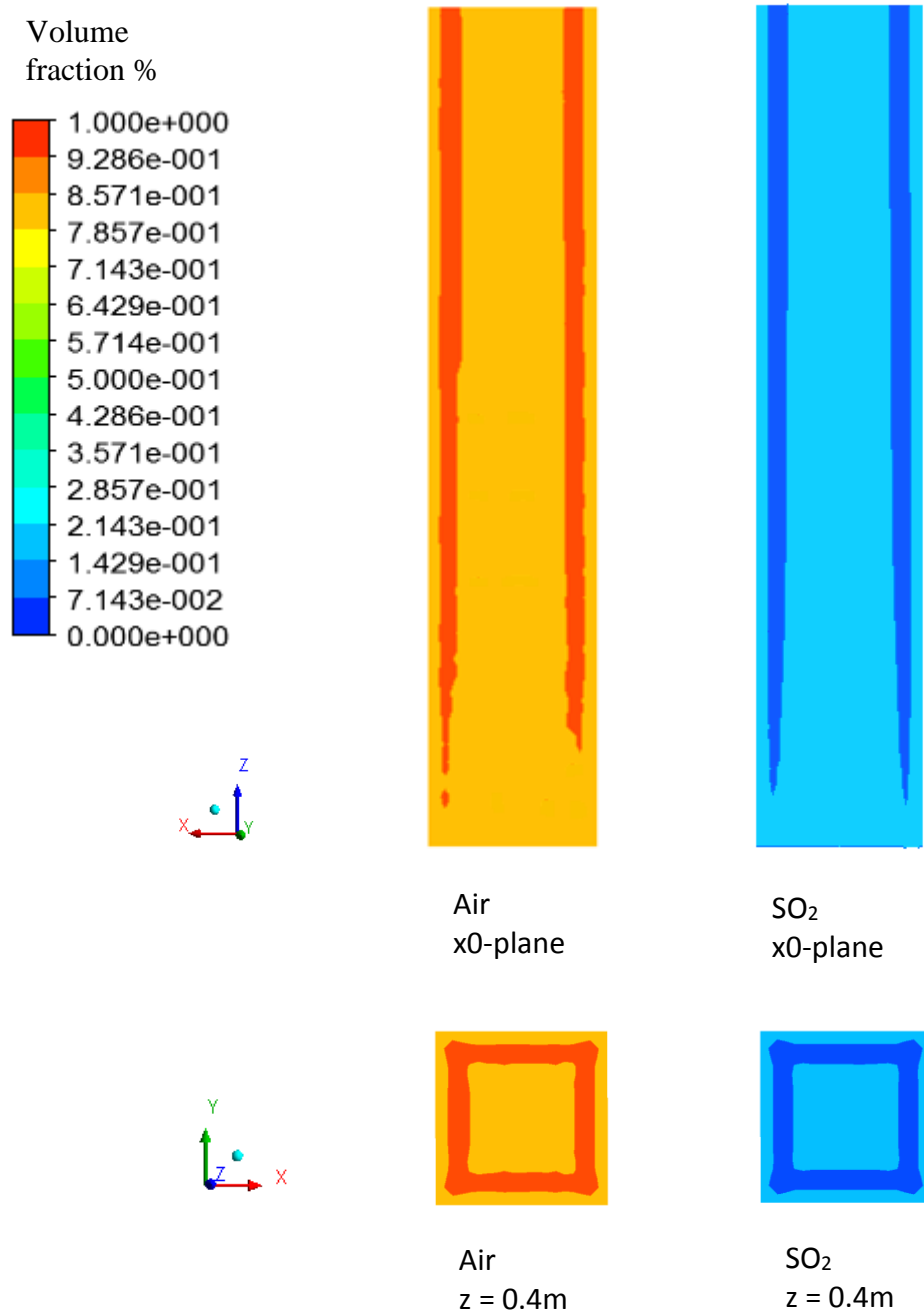 Volume
fraction %
1.000e+000
9.286e-001
8.571e-001
7.857e-001
7.143e-001
6.429e-001
5.714e-001
5.000e-001
4.286e-001
3.571e-001
2.857e-001
2.143e-001
1.429e-001
7.143e-002
0.000e+000
Z
X
Y
Air
x0-plane
SO₂
x0-plane
Y
Z
X
Air
z = 0.4m
SO₂
z = 0.4m